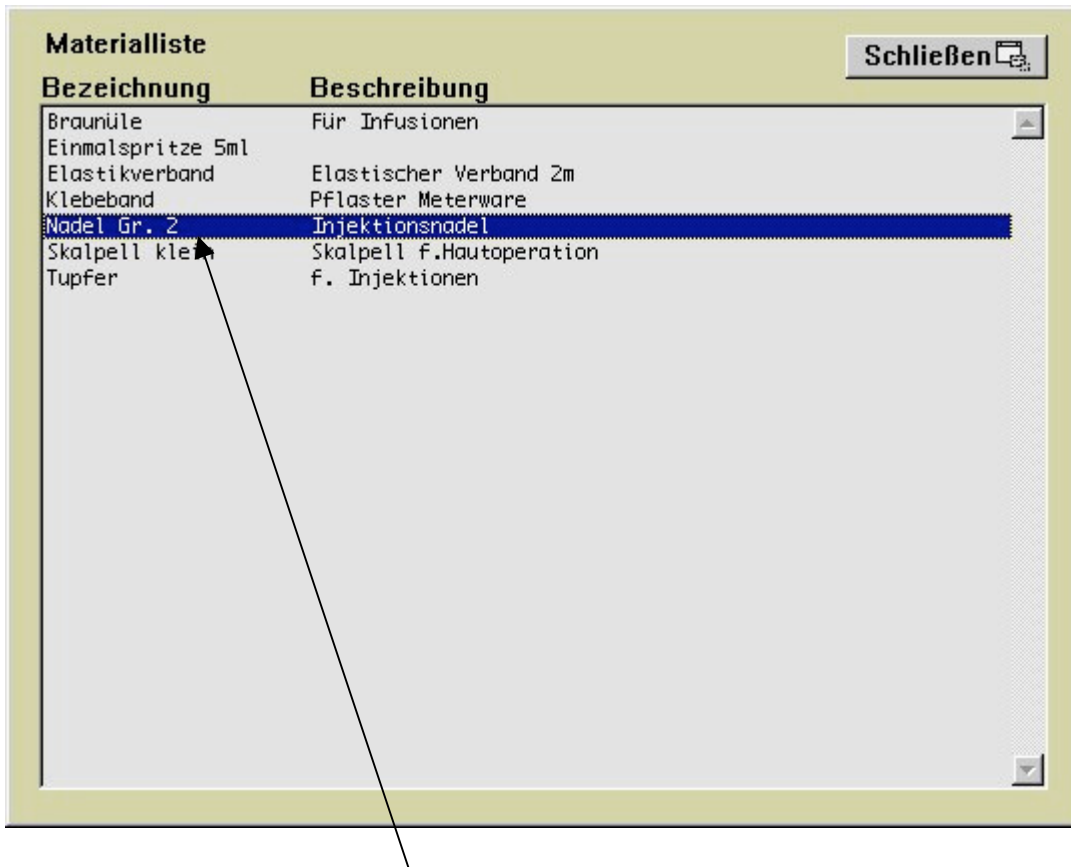 Materialliste
Schließen
Bezeichnung Beschreibung
Braunüle Für Infusionen
Einmalspritze 5ml
Elastikverband Elastischer Verband 2m
Klebeband Pflaster Meterware
Nadel Gr. 2 Injektionsnadel
Skalpell klein Skalpell f.Hautoperation
Tupfer f. Injektionen